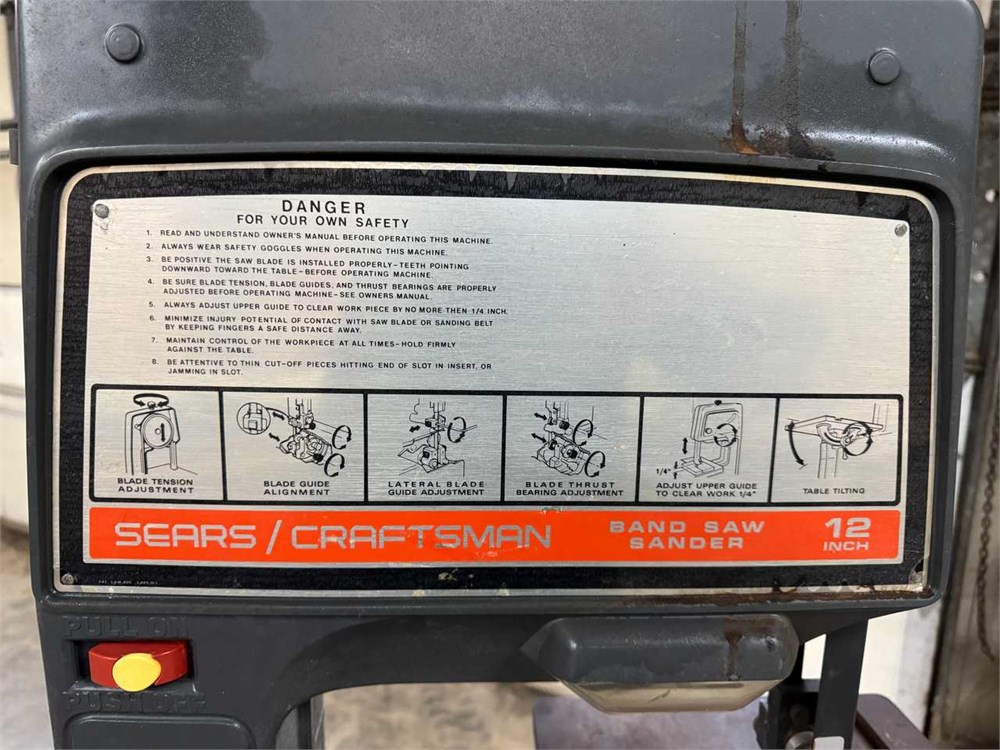 DANGER
FOR YOUR OWN SAFETY
1. READ AND UNDERSTAND OWNER'S MANUAL BEFORE OPERATING THIS MACHINE.
2. ALWAYS WEAR SAFETY GOGGLES WHEN OPERATING THIS MACHINE.
3. BE POSITIVE THE SAW BLADE IS INSTALLED PROPERLY-TEETH POINTING
DOWNWARD TOWARD THE TABLE-BEFORE OPERATING MACHINE.
4. BE SURE BLADE TENSION, BLADE GUIDES, AND THRUST BEARINGS ARE PROPERLY
ADJUSTED BEFORE OPERATING MACHINE-SEE OWNERS MANUAL.
5. ALWAYS ADJUST UPPER GUIDE TO CLEAR WORK PIECE BY NO MORE THEN 1/4 INCH.
6. MINIMIZE INJURY POTENTIAL OF CONTACT WITH SAW BLADE OR SANDING BELT
BY KEEPING FINGERS A SAFE DISTANCE AWAY.
7. MAINTAIN CONTROL OF THE WORKPIECE AT ALL TIMES-HOLD FIRMLY
AGAINST THE TABLE.
8. BE ATTENTIVE TO THIN CUT-OFF PIECES HITTING END OF SLOT IN INSERT, OR
JAMMING IN SLOT.
BLADE TENSION
ADJUSTMENT
BLADE GUIDE
ALIGNMENT
LATERAL BLADE
GUIDE ADJUSTMENT
BLADE THRUST
BEARING ADJUSTMENT
1/4"
ADJUST UPPER GUIDE
TO CLEAR WORK 1/4"
TABLE TILTING
SEARS/CRAFTSMAN
BAND SAW
SANDER
12
INCH
PULL ON
PUSH OFF